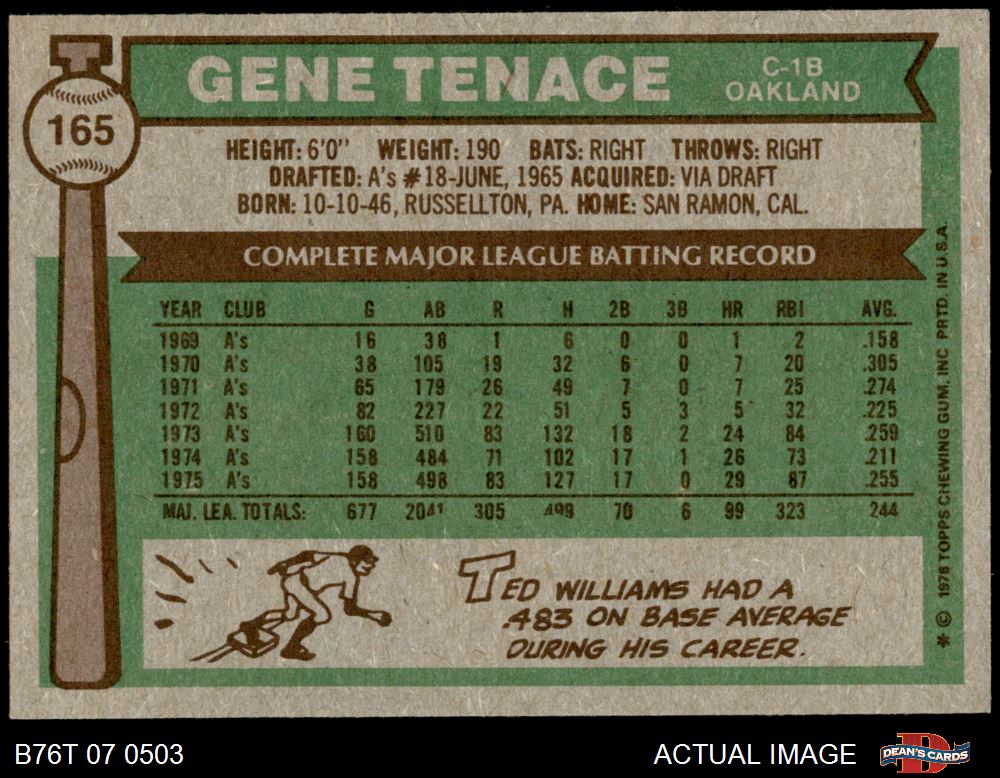 GENE TENACE
C-1B
OAKLAND
165
HEIGHT: 6'0" WEIGHT: 190 BATS: RIGHT THROWS: RIGHT
DRAFTED: A's #18-JUNE, 1965 ACQUIRED: VIA DRAFT
BORN: 10-10-46, RUSSELLTON, PA. HOME: SAN RAMON, CAL.
COMPLETE MAJOR LEAGUE BATTING RECORD
YEAR CLUB G AB R H 2B 3B HR RBI AVG.
1969 A's 16 38 1 6 0 0 1 2 .158
1970 A's 38 105 19 32 6 0 7 20 .305
1971 A's 65 179 26 49 7 0 7 25 .274
1972 A's 82 227 22 51 5 3 5 32 .225
1973 A's 160 510 83 132 18 2 24 84 .259
1974 A's 158 484 71 102 17 1 26 73 .211
1975 A's 158 498 83 127 17 0 29 87 .255
MAJ. LEA. TOTALS: 677 2041 305 499 70 6 99 323 .244
TED WILLIAMS HAD A
.483 ON BASE AVERAGE
DURING HIS CAREER.
* © 1976 TOPPS CHEWING GUM, INC. PRTD. IN U.S.A.
B76T 07 0503
ACTUAL IMAGE
DEAN'S CARDS